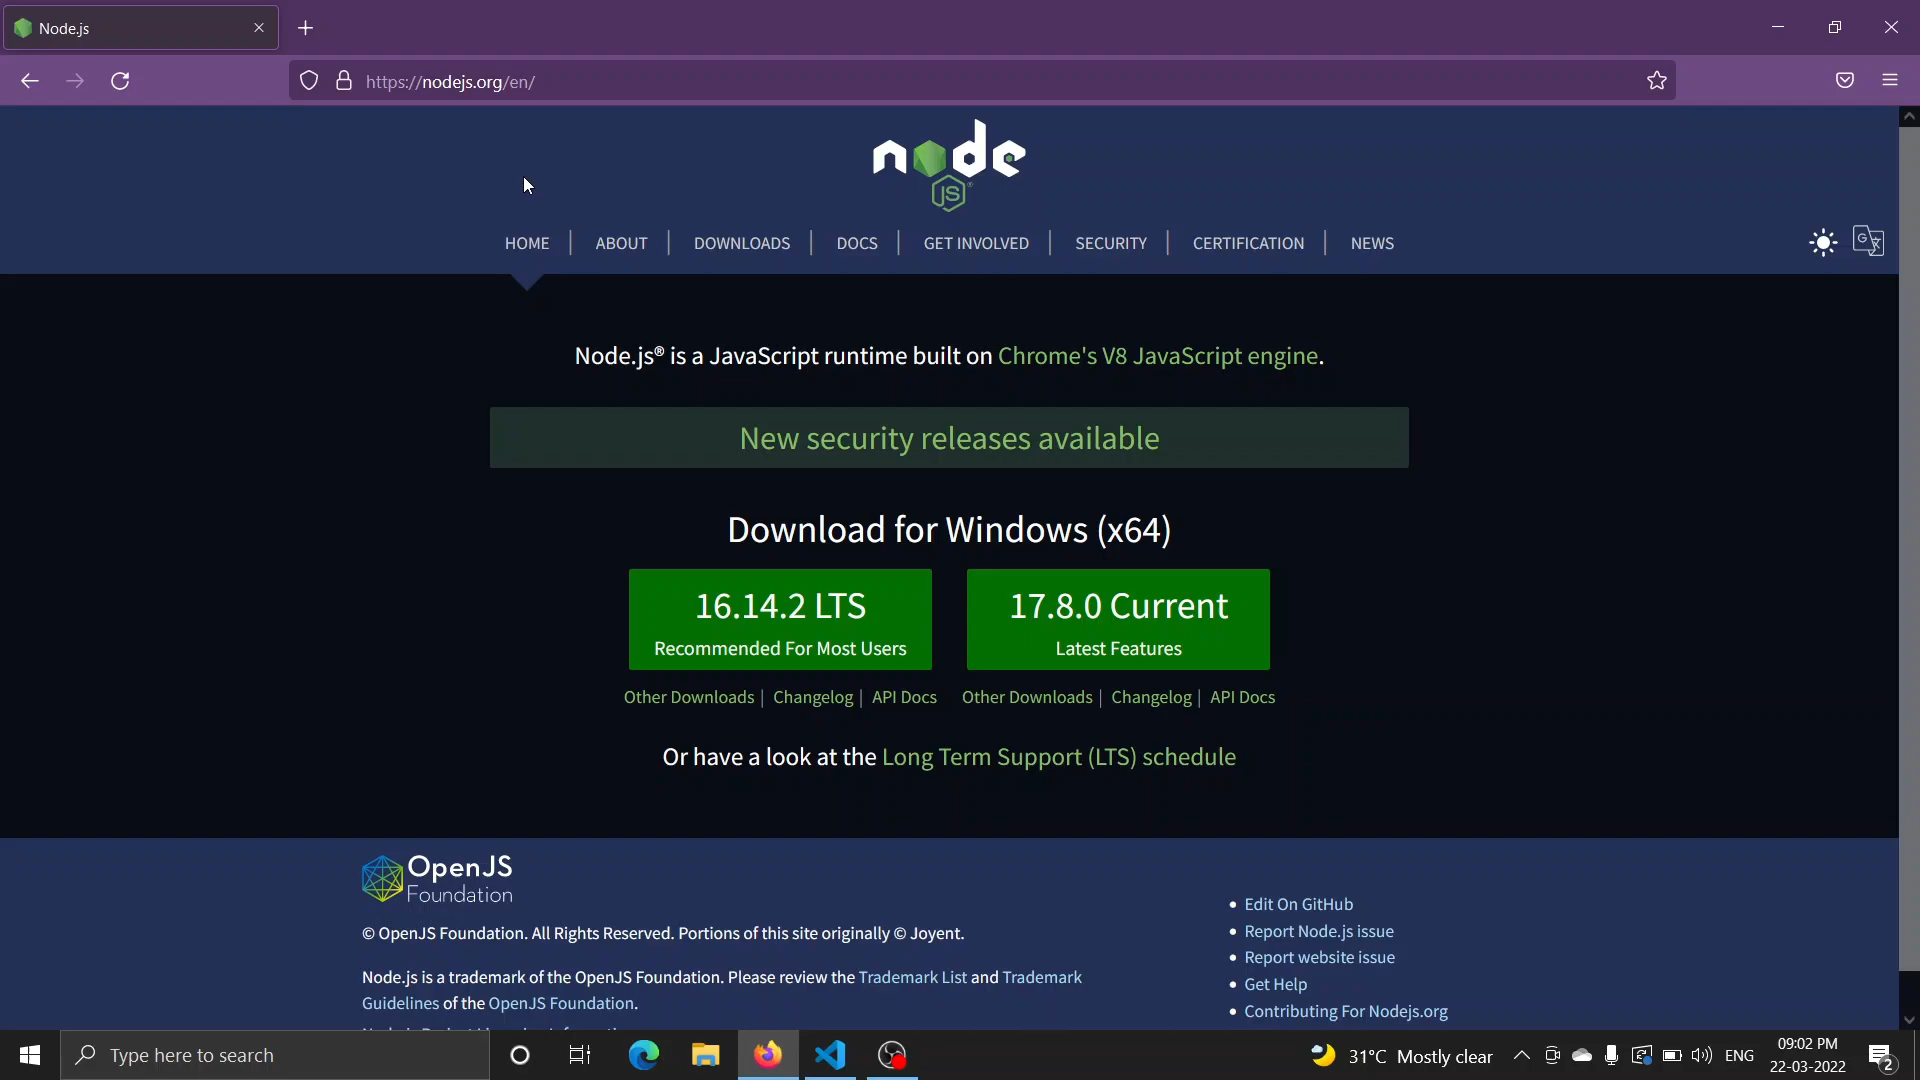 Node.js
https://nodejs.org/en/
node
JS
HOME | ABOUT | DOWNLOADS | DOCS | GET INVOLVED | SECURITY | CERTIFICATION | NEWS
Node.js® is a JavaScript runtime built on Chrome's V8 JavaScript engine.
New security releases available
Download for Windows (x64)
16.14.2 LTS
Recommended For Most Users
17.8.0 Current
Latest Features
Other Downloads | Changelog | API Docs
Other Downloads | Changelog | API Docs
Or have a look at the Long Term Support (LTS) schedule
OpenJS
Foundation
© OpenJS Foundation. All Rights Reserved. Portions of this site originally © Joyent.
Node.js is a trademark of the OpenJS Foundation. Please review the Trademark List and Trademark
Guidelines of the OpenJS Foundation.
Edit On GitHub
Report Node.js issue
Report website issue
Get Help
Contributing For Nodejs.org
Type here to search
31°C Mostly clear
ENG
09:02 PM
22-03-2022
2